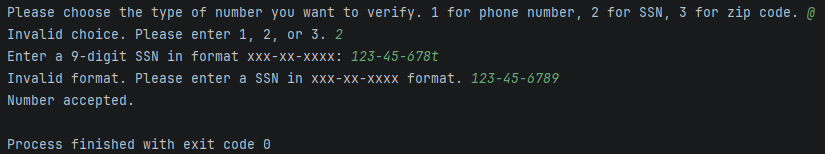 Please choose the type of number you want to verify. 1 for phone number, 2 for SSN, 3 for zip code. @
Invalid choice. Please enter 1, 2, or 3. 2
Enter a 9-digit SSN in format xxx-xx-xxxx: 123-45-678t
Invalid format. Please enter a SSN in xxx-xx-xxxx format. 123-45-6789
Number accepted.
Process finished with exit code 0